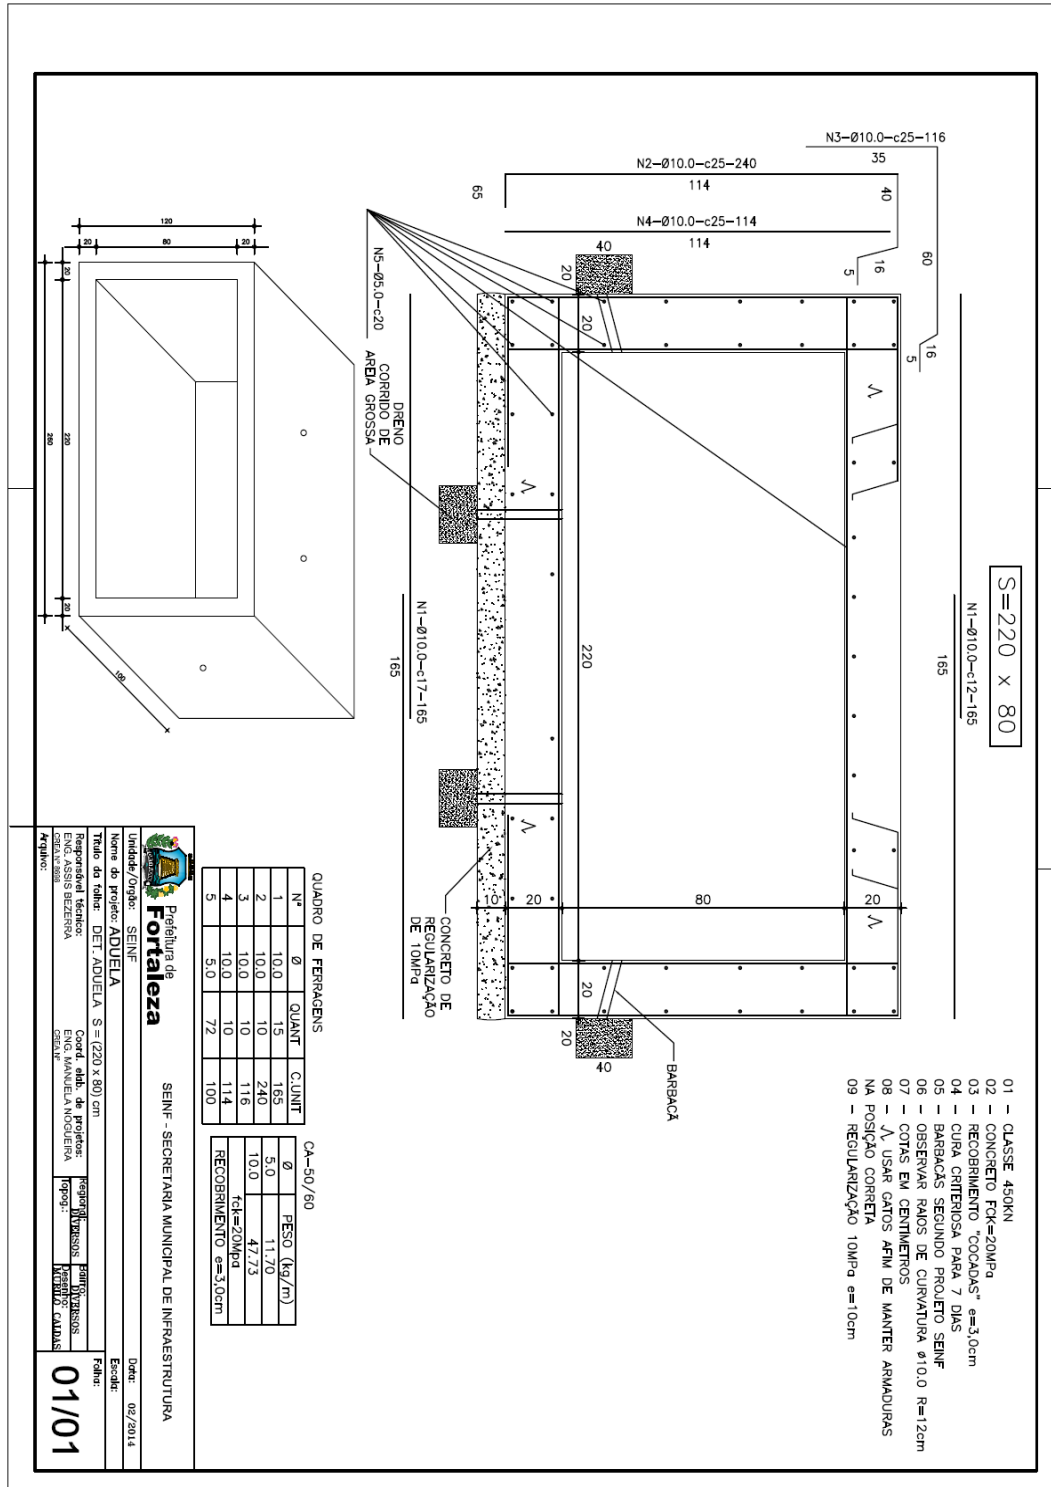 S=220 x 80
N1-Ø10.0-c12-165
165
N3-Ø10.0-c25-116
35
60
16
5
40
16
5
N2-Ø10.0-c25-240
114
65
N4-Ø10.0-c25-114
114
40
20
20
220
20
20
40
20
80
20
10
BARBACÃ
CONCRETO DE
REGULARIZAÇÃO
DE 10MPa
N1-Ø10.0-c17-165
165
N5-Ø5.0-c20
DRENO
CORRIDO DE
AREIA GROSSA
120
20
80
20
20
220
20
260
100
01 - CLASSE 450KN
02 - CONCRETO FCK=20MPa
03 - RECOBRIMENTO "COCADAS" e=3,0cm
04 - CURA CRITERIOSA PARA 7 DIAS
05 - BARBACÃS SEGUNDO PROJETO SEINF
06 - OBSERVAR RAIOS DE CURVATURA Ø10.0 R=12cm
07 - COTAS EM CENTÍMETROS
08 - USAR GATOS AFIM DE MANTER ARMADURAS
NA POSIÇÃO CORRETA
09 - REGULARIZAÇÃO 10MPa e=10cm
QUADRO DE FERRAGENS
Nº Ø QUANT C.UNIT
1 10.0 15 165
2 10.0 10 240
3 10.0 10 116
4 10.0 10 114
5 5.0 72 100
CA-50/60
Ø PESO (kg/m)
5.0 11.70
10.0 47.73
fck=20Mpa
RECOBRIMENTO e=3,0cm
Prefeitura de
Fortaleza
SEINF - SECRETARIA MUNICIPAL DE INFRAESTRUTURA
Unidade/Orgão: SEINF
Data: 02/2014
Nome do projeto: ADUELA
Escala:
Título da folha: DET. ADUELA S = (220 x 80) cm
Folha:
01/01
Responsável técnico:
ENG. ASSIS BEZERRA
Coord. elab. de projetos:
ENG. MANUELA NOGUEIRA
CREA Nº
Regional:
DIVERSOS
Bairro:
DIVERSOS
Topog.:
Desenho:
MURILO CALDAS
Arquivo: